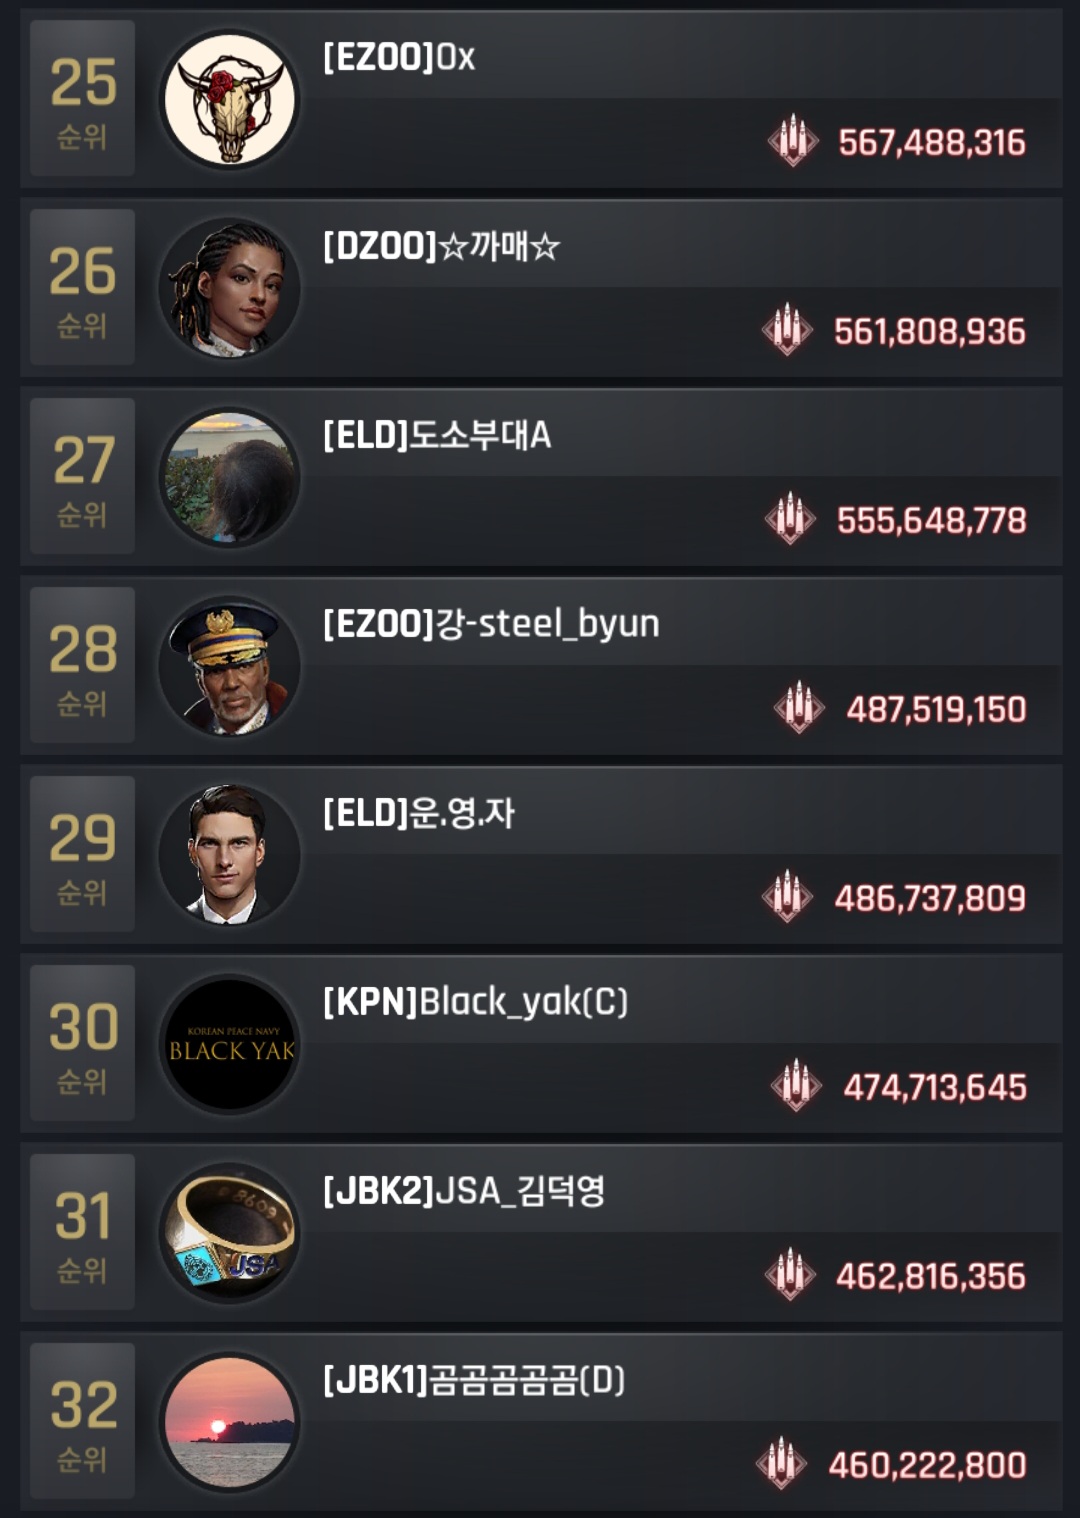 25
순위
[EZOO]Ox
567,488,316
26
순위
[DZOO]☆까매☆
561,808,936
27
순위
[ELD]도소부대A
555,648,778
28
순위
[EZOO]강-steel_byun
487,519,150
29
순위
[ELD]운.영.자
486,737,809
30
순위
KOREAN PEACE NAVY
BLACK YAK
[KPN]Black_yak(C)
474,713,645
31
순위
8609
JSA
[JBK2]JSA_김덕영
462,816,356
32
순위
[JBK1]곰곰곰곰곰(D)
460,222,800